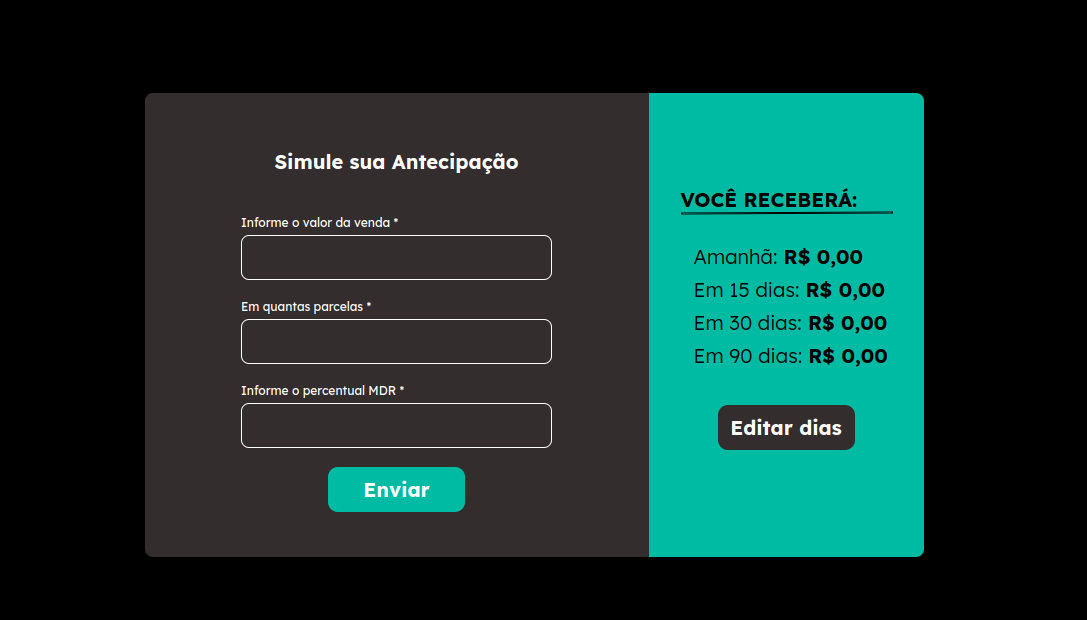 Simule sua Antecipação
Informe o valor da venda *
Em quantas parcelas *
Informe o percentual MDR *
Enviar
VOCÊ RECEBERÁ:
Amanhã: R$ 0,00
Em 15 dias: R$ 0,00
Em 30 dias: R$ 0,00
Em 90 dias: R$ 0,00
Editar dias